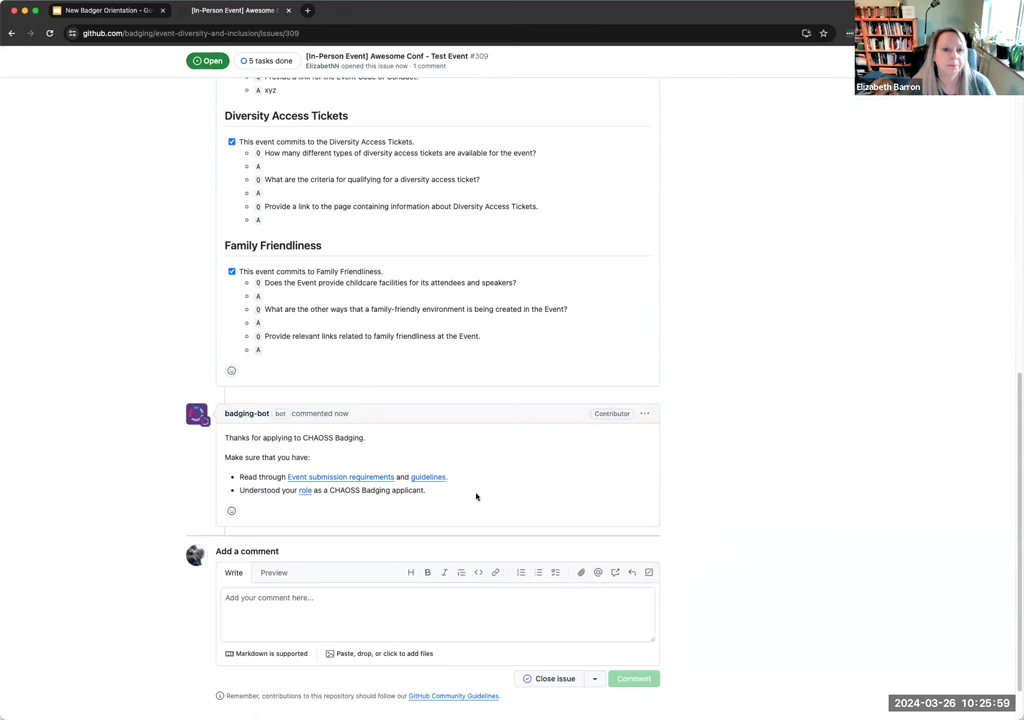 New Badger Orientation - Go
[In-Person Event] Awesome C
github.com/badging/event-diversity-and-inclusion/issues/309
Open
5 tasks done
[In-Person Event] Awesome Conf - Test Event #309
ElizabethN opened this issue now · 1 comment
Elizabeth Barron
Q Provide a link for the Event Code of Conduct.
A xyz
Diversity Access Tickets
This event commits to the Diversity Access Tickets.
Q How many different types of diversity access tickets are available for the event?
A
Q What are the criteria for qualifying for a diversity access ticket?
A
Q Provide a link to the page containing information about Diversity Access Tickets.
A
Family Friendliness
This event commits to Family Friendliness.
Q Does the Event provide childcare facilities for its attendees and speakers?
A
Q What are the other ways that a family-friendly environment is being created in the Event?
A
Q Provide relevant links related to family friendliness at the Event.
A
badging-bot bot commented now
Contributor
Thanks for applying to CHAOSS Badging.
Make sure that you have:
Read through Event submission requirements and guidelines.
Understood your role as a CHAOSS Badging applicant.
Add a comment
Write
Preview
H B I
Add your comment here...
Markdown is supported
Paste, drop, or click to add files
Close issue
Comment
Remember, contributions to this repository should follow our GitHub Community Guidelines.
2024-03-26 10:25:59